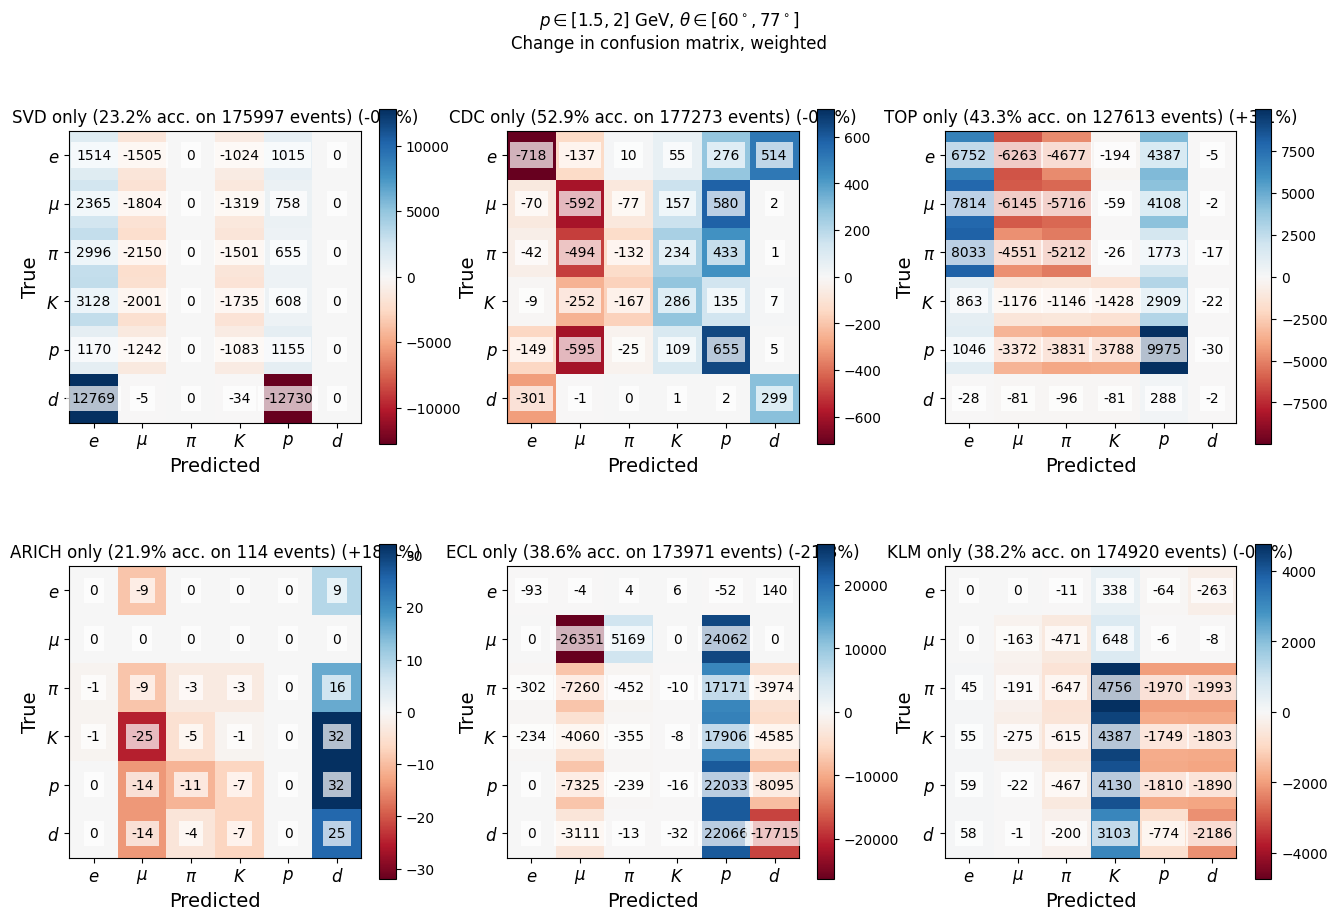 p ∈ [1.5, 2] GeV, θ ∈ [60°, 77°]
Change in confusion matrix, weighted
SVD only (23.2% acc. on 175997 events)
e 1514 -1505 0 -1024 1015 0
μ 2365 -1804 0 -1319 758 0
π 2996 -2150 0 -1501 655 0
K 3128 -2001 0 -1735 608 0
p 1170 -1242 0 -1083 1155 0
d 12769 -5 0 -34 -12730 0
e μ π K p d
True
Predicted
10000
5000
0
−5000
−10000
CDC only (52.9% acc. on 177273 events)
e -718 -137 10 55 276 514
μ -70 -592 -77 157 580 2
π -42 -494 -132 234 433 1
K -9 -252 -167 286 135 7
p -149 -595 -25 109 655 5
d -301 -1 0 1 2 299
e μ π K p d
True
Predicted
600
400
200
0
−200
−400
−600
TOP only (43.3% acc. on 127613 events)
e 6752 -6263 -4677 -194 4387 -5
μ 7814 -6145 -5716 -59 4108 -2
π 8033 -4551 -5212 -26 1773 -17
K 863 -1176 -1146 -1428 2909 -22
p 1046 -3372 -3831 -3788 9975 -30
d -28 -81 -96 -81 288 -2
e μ π K p d
True
Predicted
7500
5000
2500
0
−2500
−5000
−7500
ARICH only (21.9% acc. on 114 events)
e 0 -9 0 0 0 9
μ 0 0 0 0 0 0
π -1 -9 -3 -3 0 16
K -1 -25 -5 -1 0 32
p 0 -14 -11 -7 0 32
d 0 -14 -4 -7 0 25
e μ π K p d
True
Predicted
30
20
10
0
−10
−20
−30
ECL only (38.6% acc. on 173971 events)
e -93 -4 4 6 -52 140
μ 0 -26351 5169 0 24062 0
π -302 -7260 -452 -10 17171 -3974
K -234 -4060 -355 -8 17906 -4585
p 0 -7325 -239 -16 22033 -8095
d 0 -3111 -13 -32 22066 -17715
e μ π K p d
True
Predicted
20000
10000
0
−10000
−20000
KLM only (38.2% acc. on 174920 events)
e 0 0 -11 338 -64 -263
μ 0 -163 -471 648 -6 -8
π 45 -191 -647 4756 -1970 -1993
K 55 -275 -615 4387 -1749 -1803
p 59 -22 -467 4130 -1810 -1890
d 58 -1 -200 3103 -774 -2186
e μ π K p d
True
Predicted
4000
2000
0
−2000
−4000